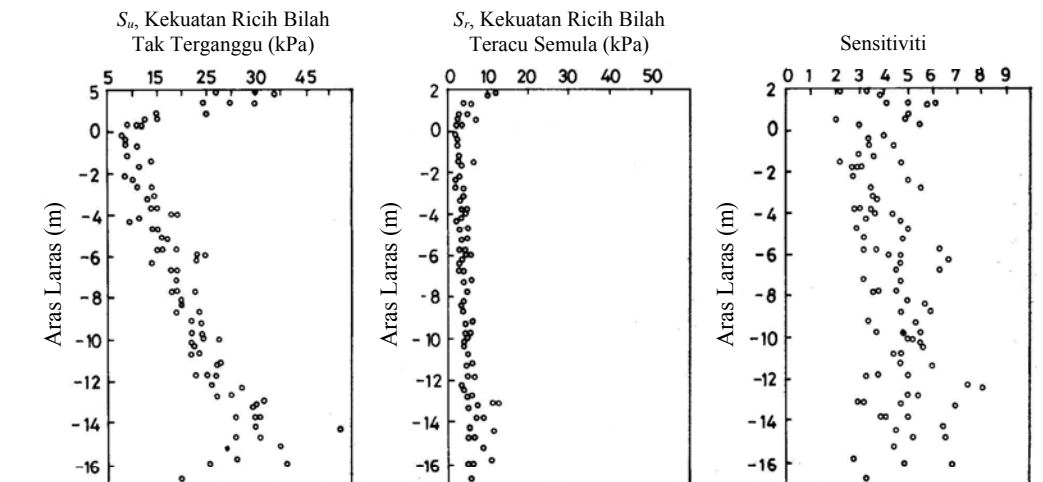 Su, Kekuatan Ricih Bilah
Tak Terganggu (kPa)
5 15 25 30 45
5
0
-2
-4
-6
-8
-10
-12
-14
-16
Aras Laras (m)
Sr, Kekuatan Ricih Bilah
Teracu Semula (kPa)
0 10 20 30 40 50
2
0
-2
-4
-6
-8
-10
-12
-14
-16
Aras Laras (m)
Sensitiviti
0 1 2 3 4 5 6 7 8 9
2
0
-2
-4
-6
-8
-10
-12
-14
-16
Aras Laras (m)